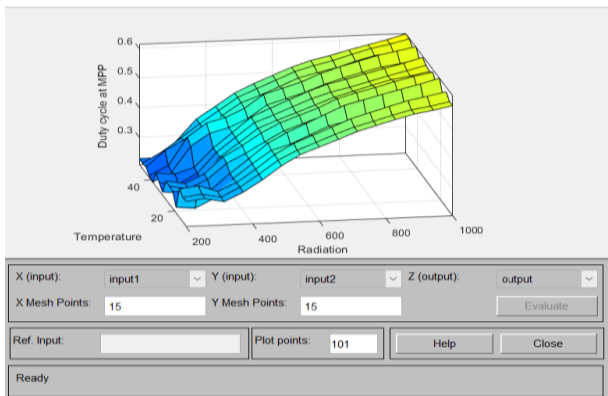 0.6
0.5
0.4
0.3
Duty cycle at MPP
40
20
Temperature
200
400
600
800
1000
Radiation
X (input): input1 Y (input): input2 Z (output): output
X Mesh Points: 15 Y Mesh Points: 15 Evaluate
Ref. Input: Plot points: 101 Help Close
Ready